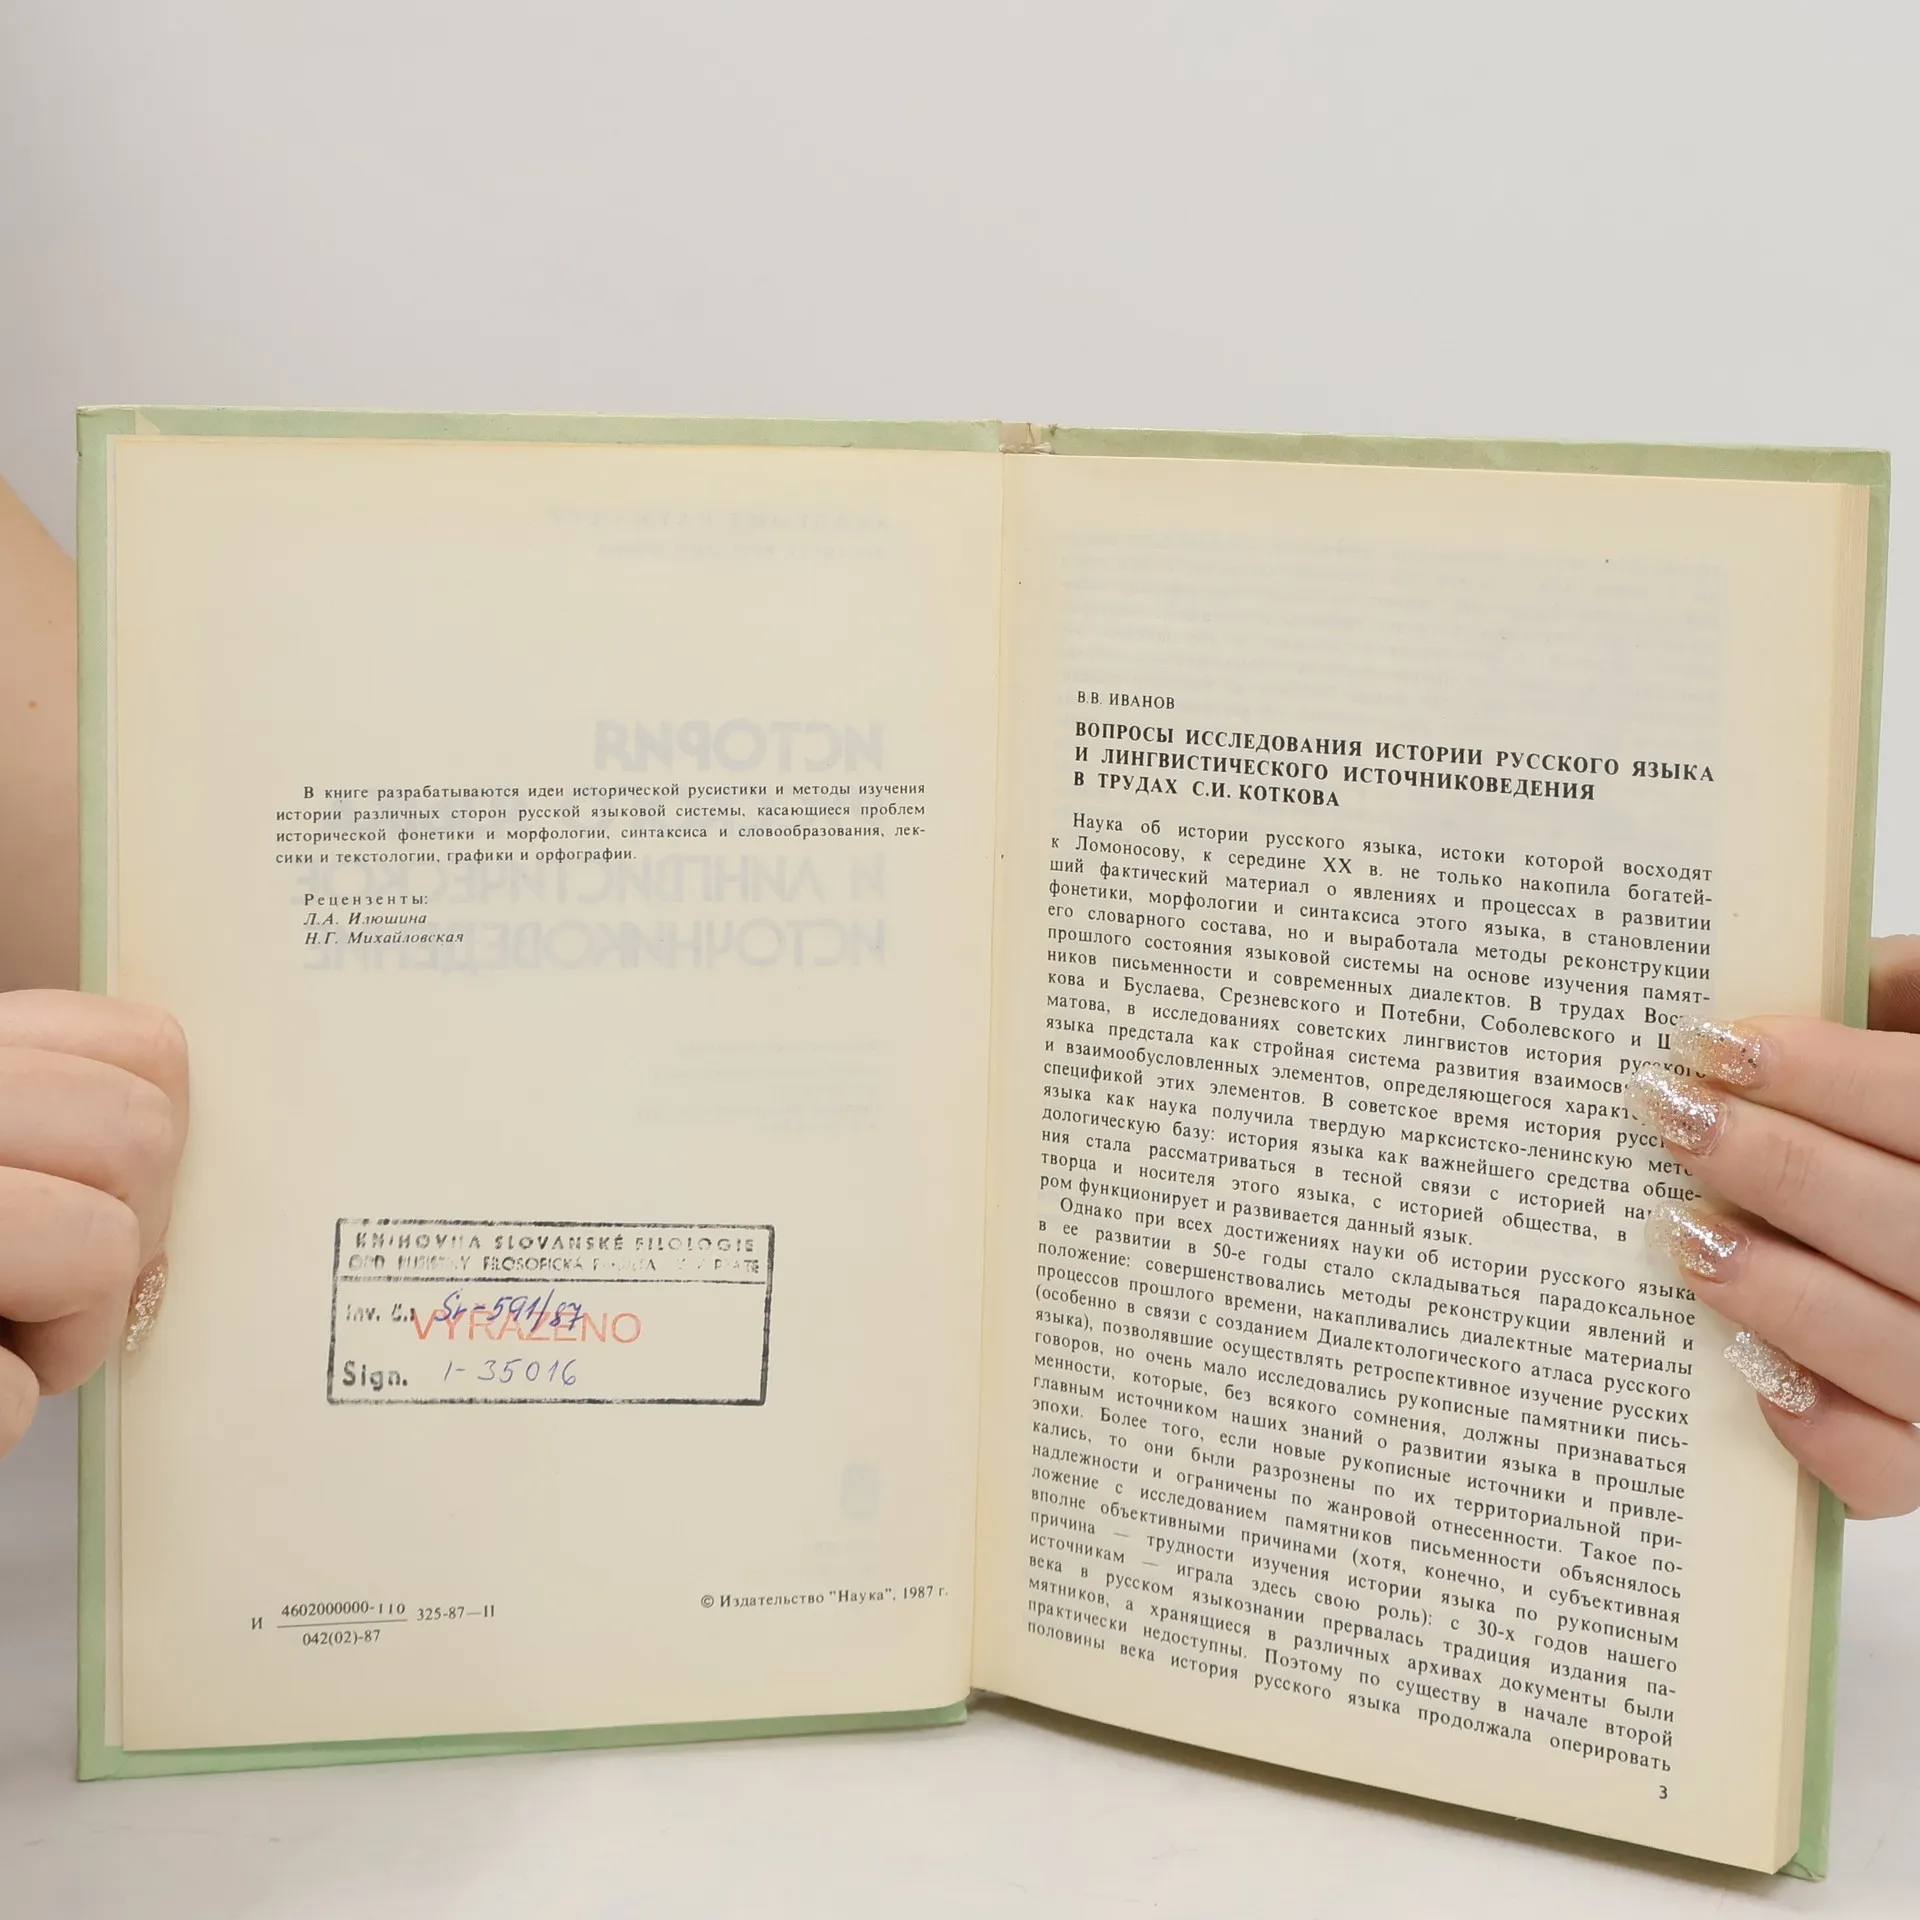 В книге разрабатываются идеи исторической русистики и методы изучения
истории различных сторон русской языковой системы, касающиеся проблем
исторической фонетики и морфологии, синтаксиса и словообразования, лек-
сики и текстологии, графики и орфографии.
Рецензенты:
Л.А. Илюшина
Н.Г. Михайловская
KNIHOVNA SLOVANSKÉ FILOLOGIE
FILOSOFICKÁ
Inv. č.
VYŘAZENO
Sign. 1-35016
И 4602000000-110 325-87—II
042(02)-87
© Издательство "Наука", 1987 г.
В.В. ИВАНОВ
ВОПРОСЫ ИССЛЕДОВАНИЯ ИСТОРИИ РУССКОГО ЯЗЫКА
И ЛИНГВИСТИЧЕСКОГО ИСТОЧНИКОВЕДЕНИЯ
В ТРУДАХ С.И. КОТКОВА
Наука об истории русского языка, истоки которой восходят
к Ломоносову, к середине XX в. не только накопила богатей-
ший фактический материал о явлениях и процессах в развитии
фонетики, морфологии и синтаксиса этого языка, в становлении
его словарного состава, но и выработала методы реконструкции
прошлого состояния языковой системы на основе изучения памят-
ников письменности и современных диалектов. В трудах
кова и Буслаева, Срезневского и Потебни, Соболевского и
матова, в исследованиях советских лингвистов история русского
языка предстала как стройная система развития
и взаимообусловленных элементов, определяющегося
спецификой этих элементов. В советское время история
языка как наука получила твердую марксистско-ленинскую
дологическую базу: история языка как важнейшего средства обще-
ния стала рассматриваться в тесной связи с историей
творца и носителя этого языка, с историей общества, в
ром функционирует и развивается данный язык.
Однако при всех достижениях науки об истории русского языка
в ее развитии в 50-е годы стало складываться парадоксальное
положение: совершенствовались методы реконструкции явлений и
процессов прошлого времени, накапливались диалектные материалы
(особенно в связи с созданием Диалектологического атласа русского
языка), позволявшие осуществлять ретроспективное изучение русских
говоров, но очень мало исследовались рукописные памятники пись-
менности, которые, без всякого сомнения, должны признаваться
главным источником наших знаний о развитии языка в прошлые
эпохи. Более того, если новые рукописные источники и привле-
кались, то они были разрознены по их территориальной при-
надлежности и ограничены по жанровой отнесенности. Такое по-
ложение с исследованием памятников письменности объяснялось
вполне объективными причинами (хотя, конечно, и субъективная
причина — трудности изучения истории языка по рукописным
источникам — играла здесь свою роль): с 30-х годов нашего
века в русском языкознании прервалась традиция издания па-
мятников, а хранящиеся в различных архивах документы были
практически недоступны. Поэтому по существу в начале второй
половины века история русского языка продолжала оперировать
3